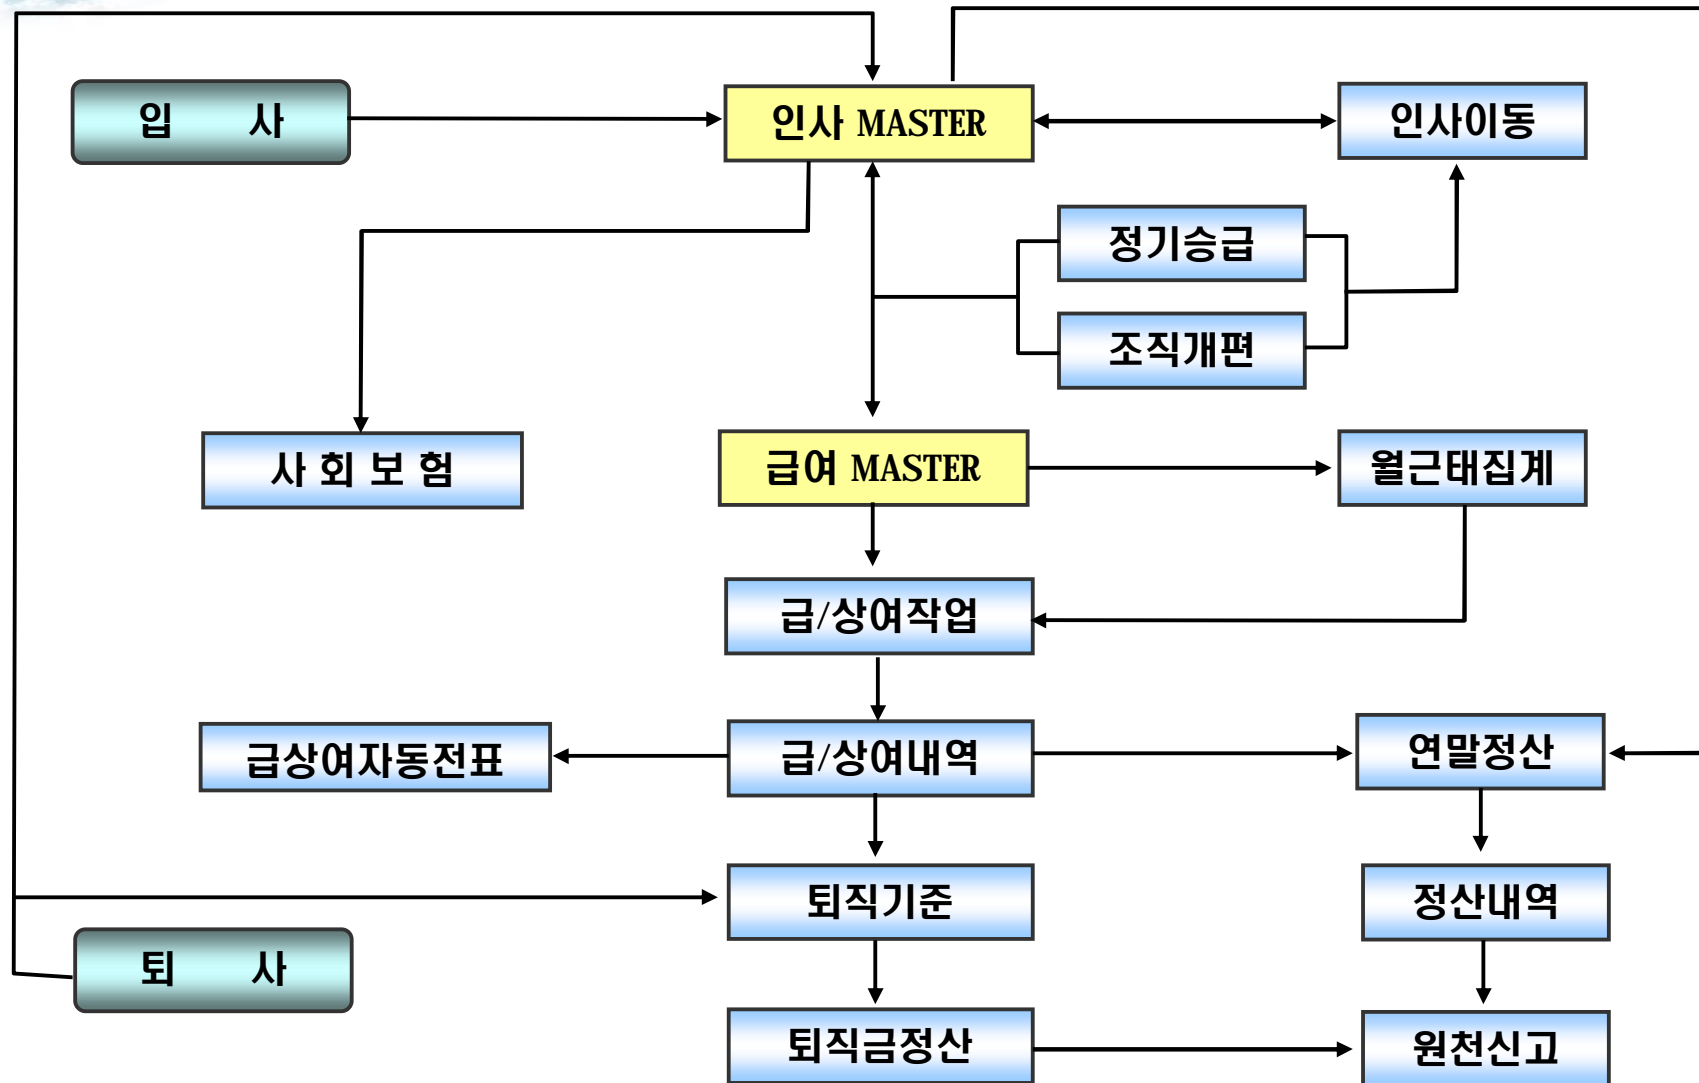 입 사
인사 MASTER
인사이동
정기승급
조직개편
사 회 보 험
급여 MASTER
월근태집계
급/상여작업
급상여자동전표
급/상여내역
연말정산
퇴직기준
정산내역
퇴 사
퇴직금정산
원천신고